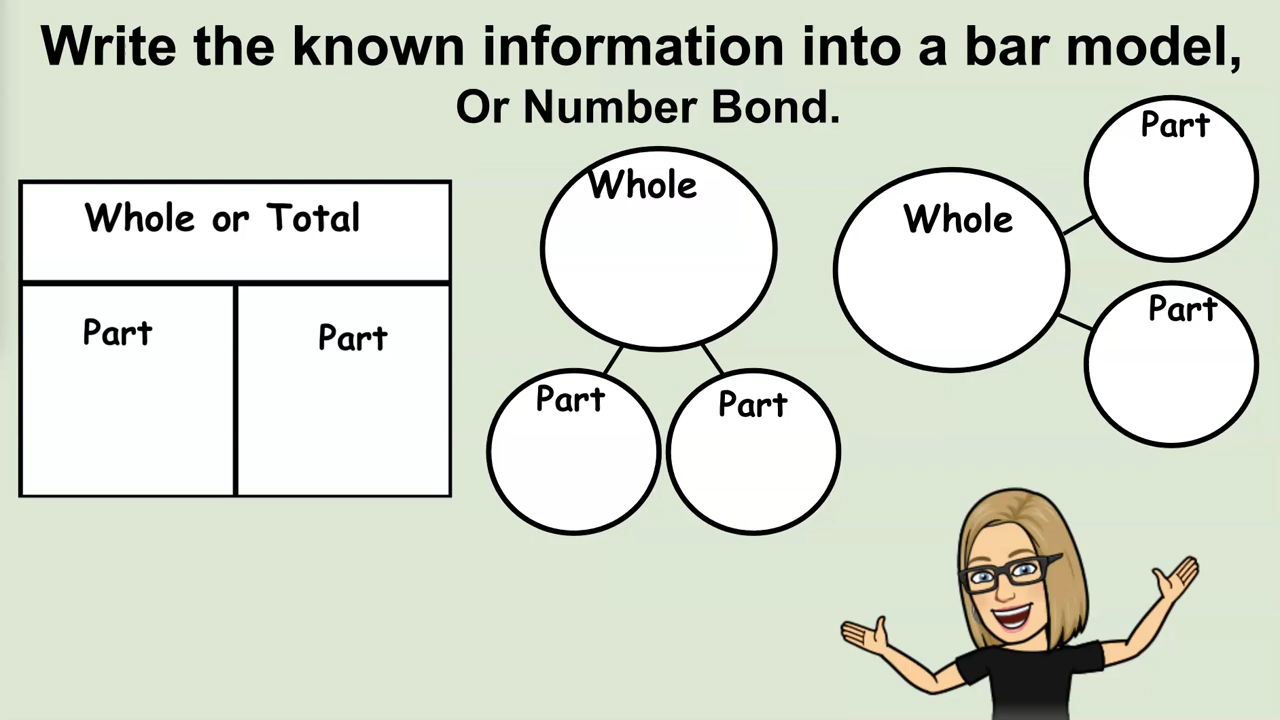 Write the known information into a bar model,
Or Number Bond.
Whole or Total
Part
Part
Whole
Part
Part
Whole
Part
Part